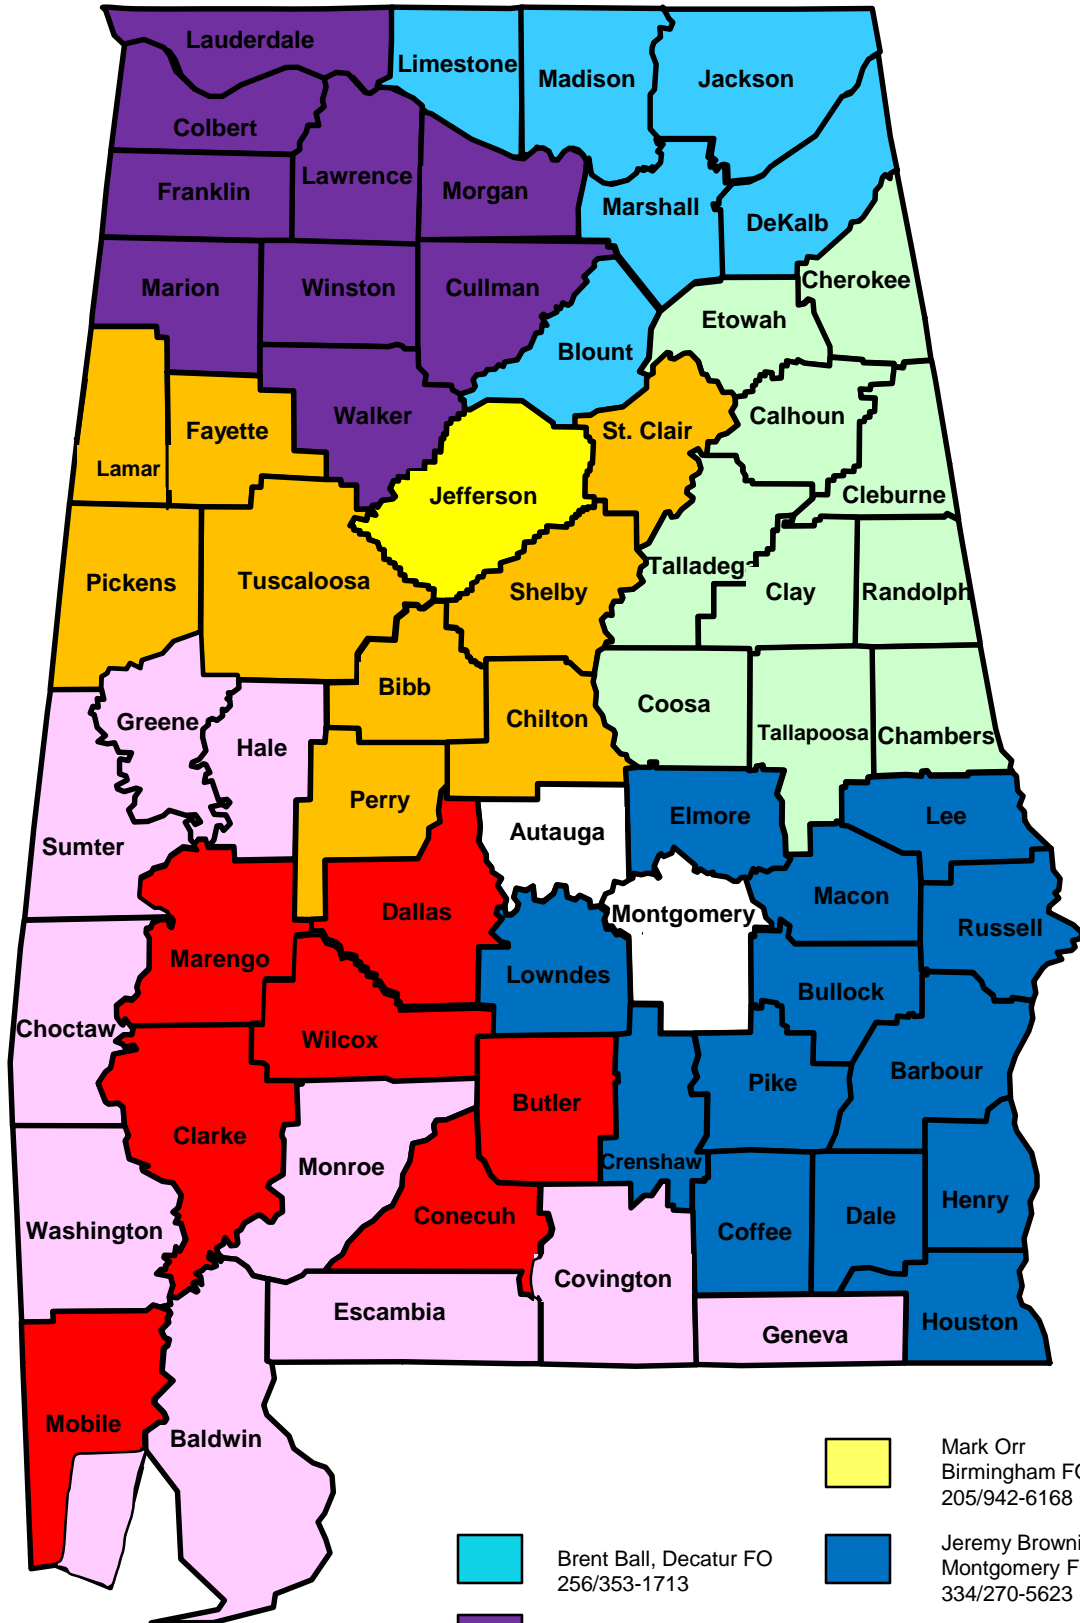 Lauderdale
Limestone
Madison
Jackson
Colbert
Lawrence
Franklin
Morgan
Marshall
DeKalb
Cherokee
Marion
Winston
Cullman
Etowah
Blount
Walker
Calhoun
Fayette
St. Clair
Lamar
Jefferson
Cleburne
Pickens
Tuscaloosa
Talladega
Shelby
Clay
Randolph
Bibb
Coosa
Greene
Chilton
Hale
Tallapoosa
Chambers
Perry
Elmore
Lee
Autauga
Sumter
Macon
Dallas
Montgomery
Russell
Marengo
Lowndes
Bullock
Choctaw
Wilcox
Barbour
Pike
Butler
Clarke
Monroe
Crenshaw
Henry
Conecuh
Dale
Washington
Coffee
Covington
Escambia
Houston
Geneva
Mobile
Baldwin
Mark Orr
Birmingham
205/942-6168
Brent Ball, Decatur FO
256/353-1713
Jeremy
Montgomery
334/270-5623